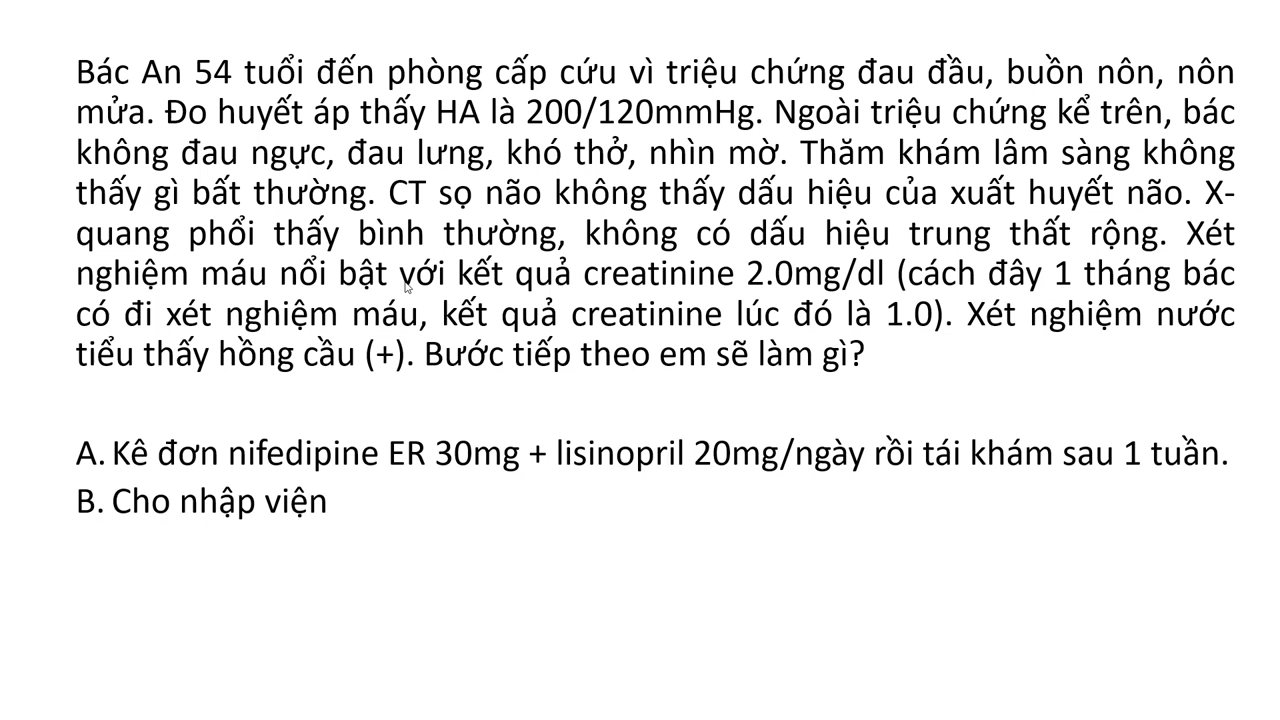 Bác An 54 tuổi đến phòng cấp cứu vì triệu chứng đau đầu, buồn nôn, nôn
mửa. Đo huyết áp thấy HA là 200/120mmHg. Ngoài triệu chứng kể trên, bác
không đau ngực, đau lưng, khó thở, nhìn mờ. Thăm khám lâm sàng không
thấy gì bất thường. CT sọ não không thấy dấu hiệu của xuất huyết não. X-
quang phổi thấy bình thường, không có dấu hiệu trung thất rộng. Xét
nghiệm máu nổi bật với kết quả creatinine 2.0mg/dl (cách đây 1 tháng bác
có đi xét nghiệm máu, kết quả creatinine lúc đó là 1.0). Xét nghiệm nước
tiểu thấy hồng cầu (+). Bước tiếp theo em sẽ làm gì?
A. Kê đơn nifedipine ER 30mg + lisinopril 20mg/ngày rồi tái khám sau 1 tuần.
B. Cho nhập viện